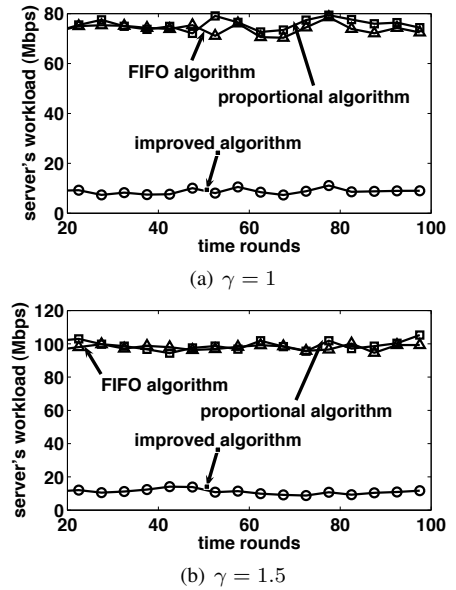 server's workload (Mbps)
80
60
40
20
0
FIFO algorithm
proportional algorithm
improved algorithm
20 40 60 80 100
time rounds
(a) γ = 1
server's workload (Mbps)
120
100
80
60
40
20
0
FIFO algorithm
proportional algorithm
improved algorithm
20 40 60 80 100
time rounds
(b) γ = 1.5